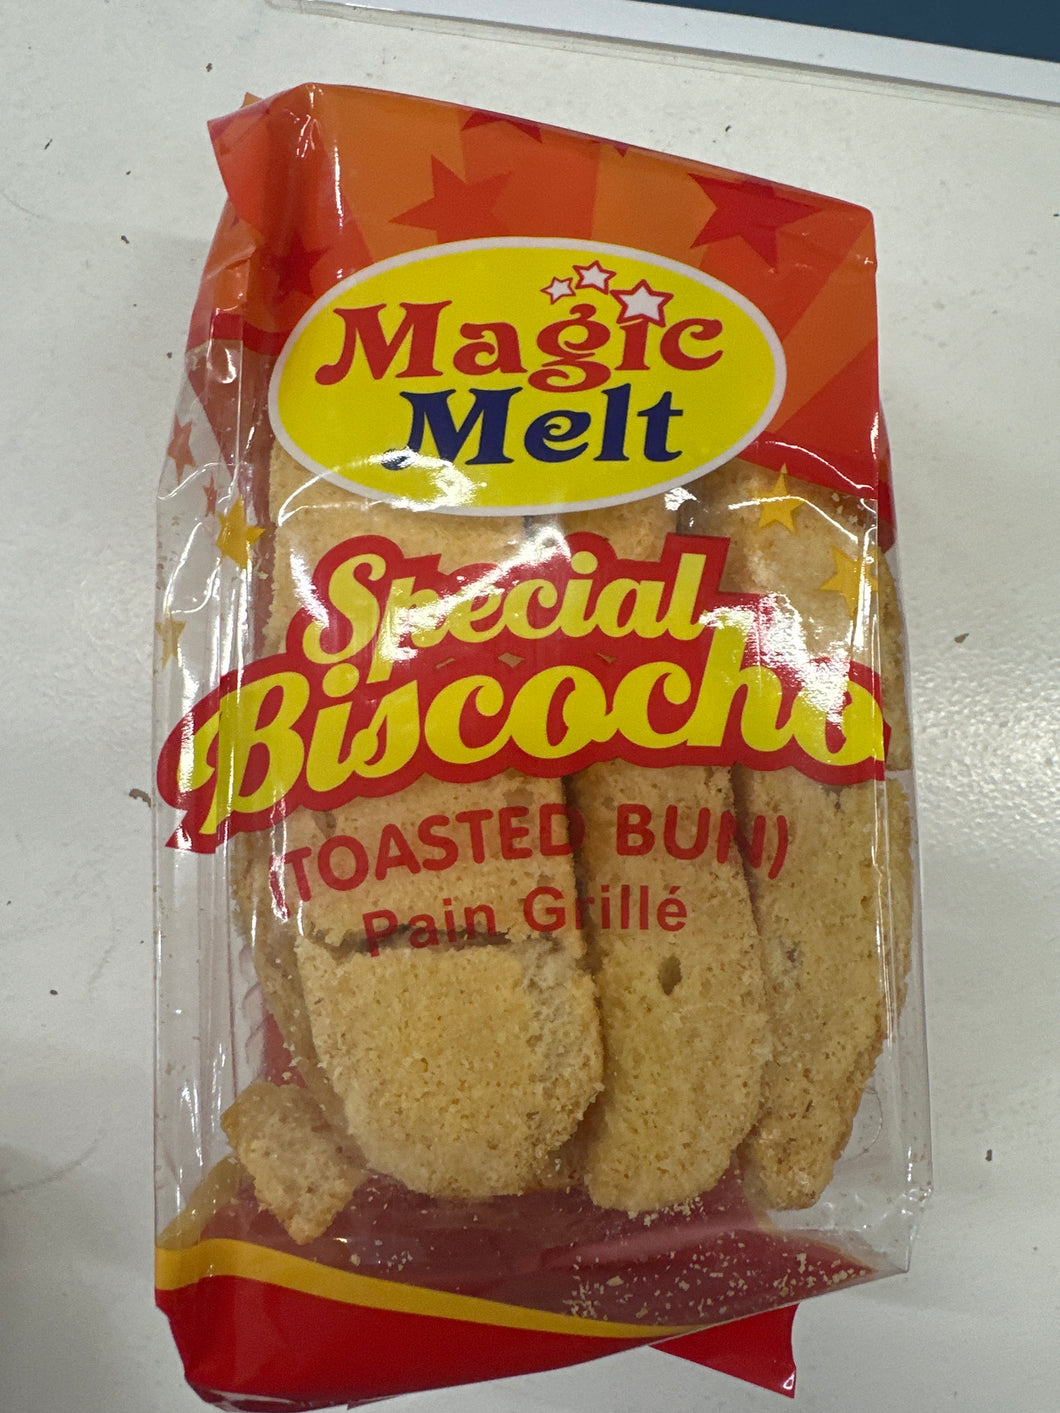 Magic
Melt
Special
Biscocho
(TOASTED BUN)
Pain Grillé